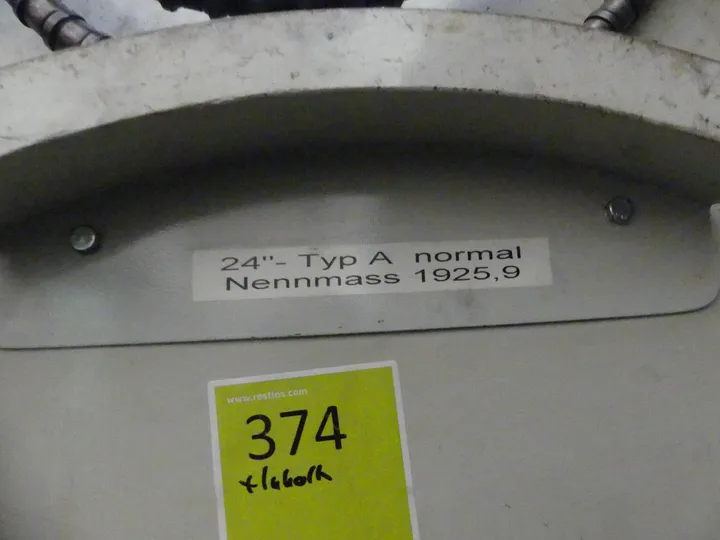 24"- Typ A normal
Nennmass 1925,9
www.restlos.com
374